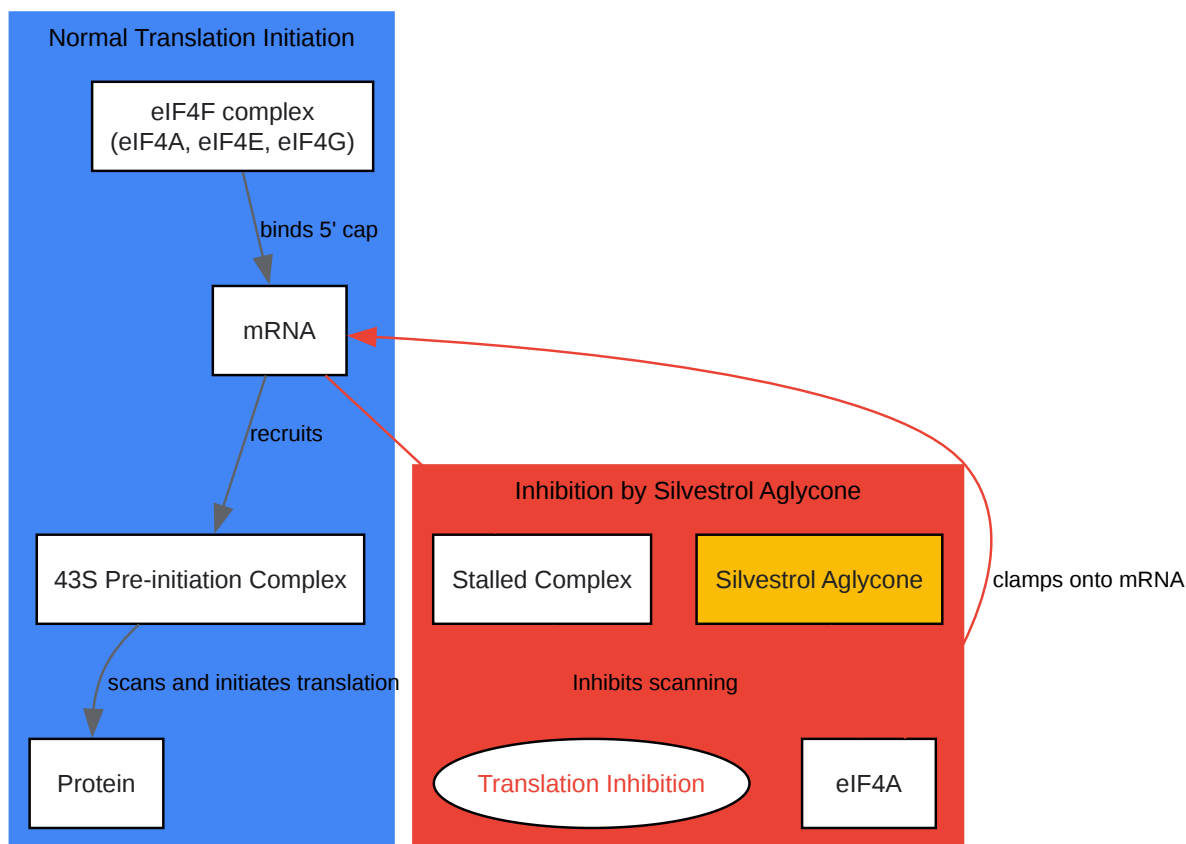 Normal Translation Initiation
eIF4F complex
(eIF4A, eIF4E, eIF4G)
binds 5' cap
mRNA
recruits
43S Pre-initiation Complex
scans and initiates translation
Protein
Inhibition by Silvestrol Aglycone
Stalled Complex
Silvestrol Aglycone
clamps onto mRNA
Inhibits scanning
Translation Inhibition
eIF4A